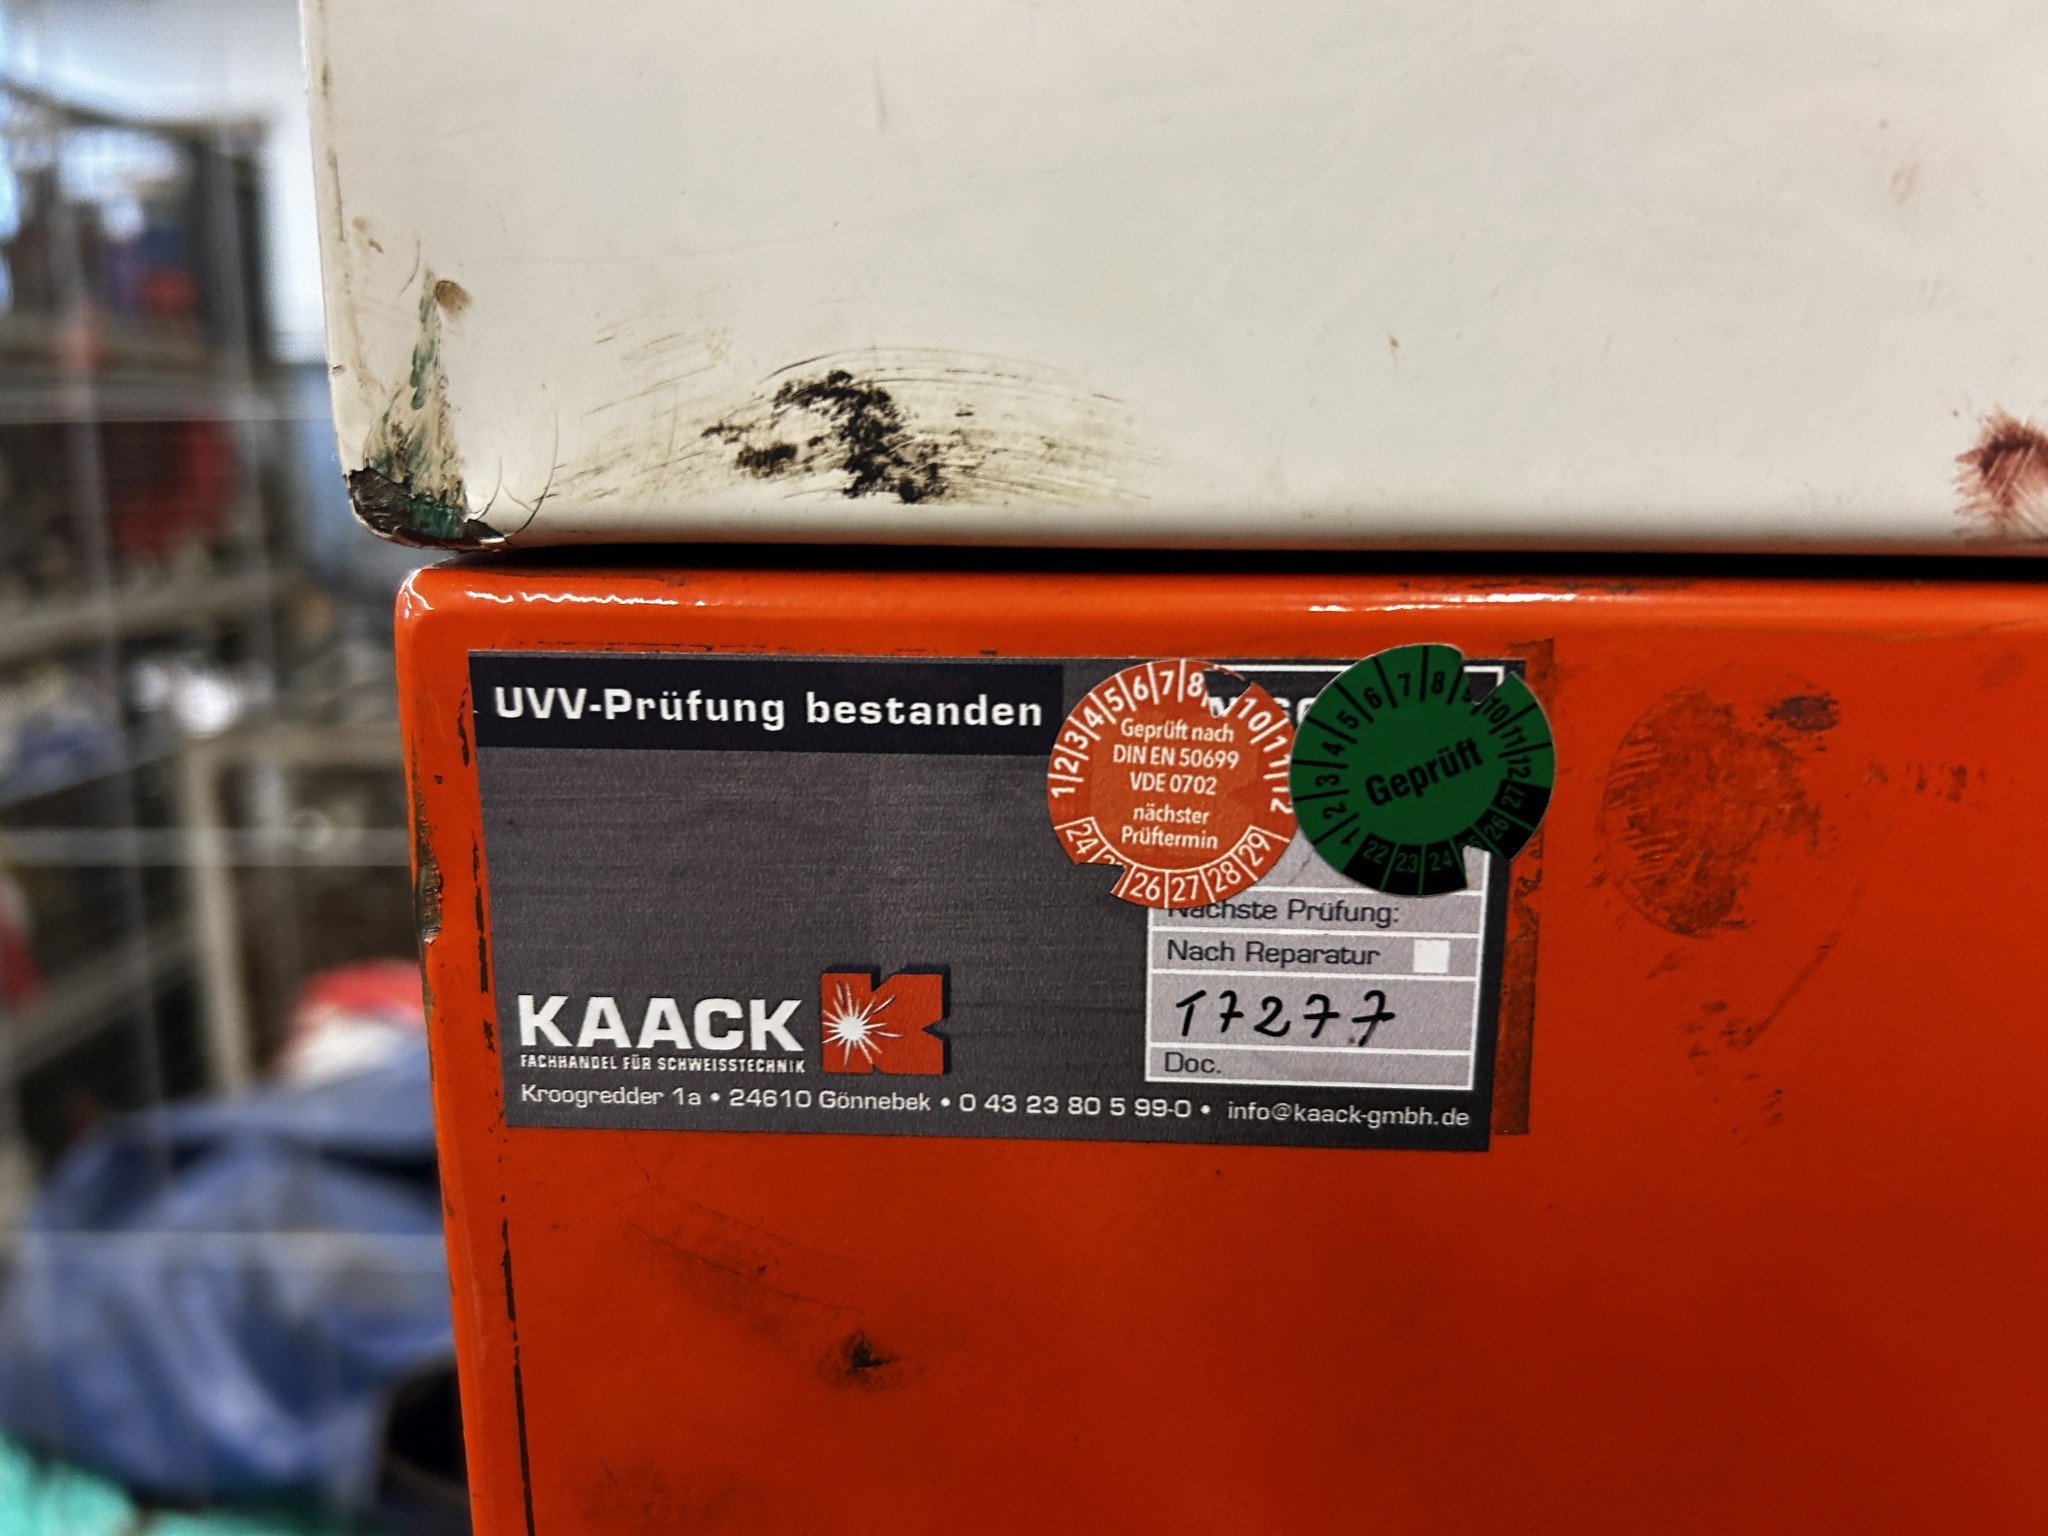 UVV-Prüfung bestanden
1 2 3 4 5 6 7 8 10 11 12
Geprüft nach
DIN EN 50699
VDE 0702
nächster
Prüftermin
24 26 27 28 29
1 2 3 4 5 6 7 8 9 10 11 12
Geprüft
22 23 24 26 27
Nächste Prüfung:
Nach Reparatur
17277
Doc.
KAACK
FACHHANDEL FÜR SCHWEISSTECHNIK
Kroogredder 1a • 24610 Gönnebek • 0 43 23 80 5 99-0 • info@kaack-gmbh.de